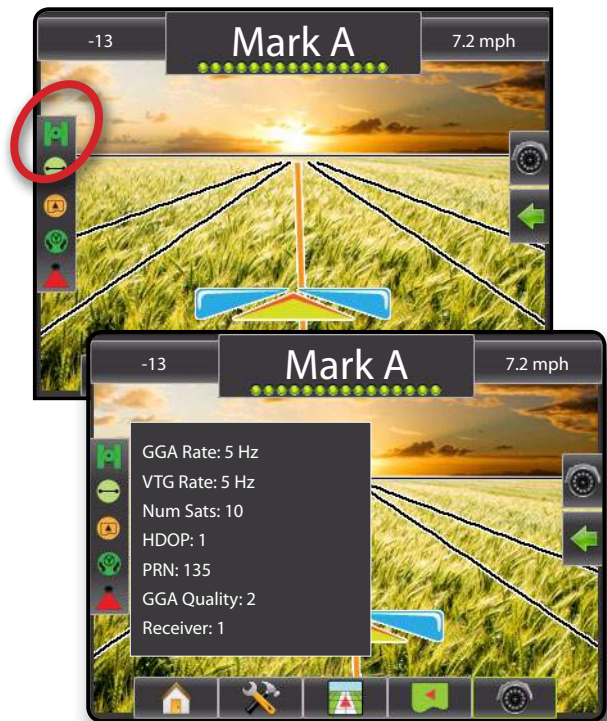 -13
Mark A
7.2 mph
-13
Mark A
7.2 mph
GGA Rate: 5 Hz
VTG Rate: 5 Hz
Num Sats: 10
HDOP: 1
PRN: 135
GGA Quality: 2
Receiver: 1